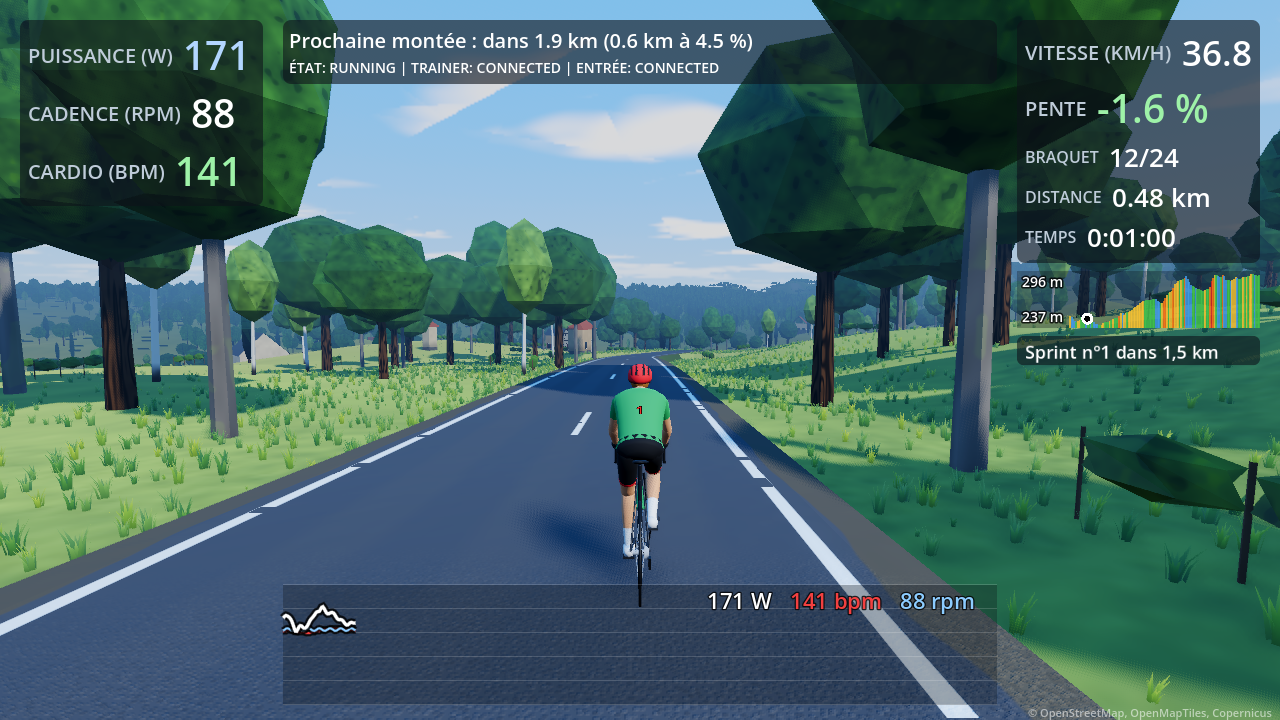 PUISSANCE (W) 171
CADENCE (RPM) 88
CARDIO (BPM) 141
Prochaine montée : dans 1.9 km (0.6 km à 4.5 %)
ÉTAT: RUNNING | TRAINER: CONNECTED | ENTRÉE: CONNECTED
VITESSE (KM/H) 36.8
PENTE -1.6 %
BRAQUET 12/24
DISTANCE 0.48 km
TEMPS 0:01:00
296 m
237 m
Sprint n°1 dans 1,5 km
1
171 W 141 bpm 88 rpm
© OpenStreetMap, OpenMapTiles, Copernicus